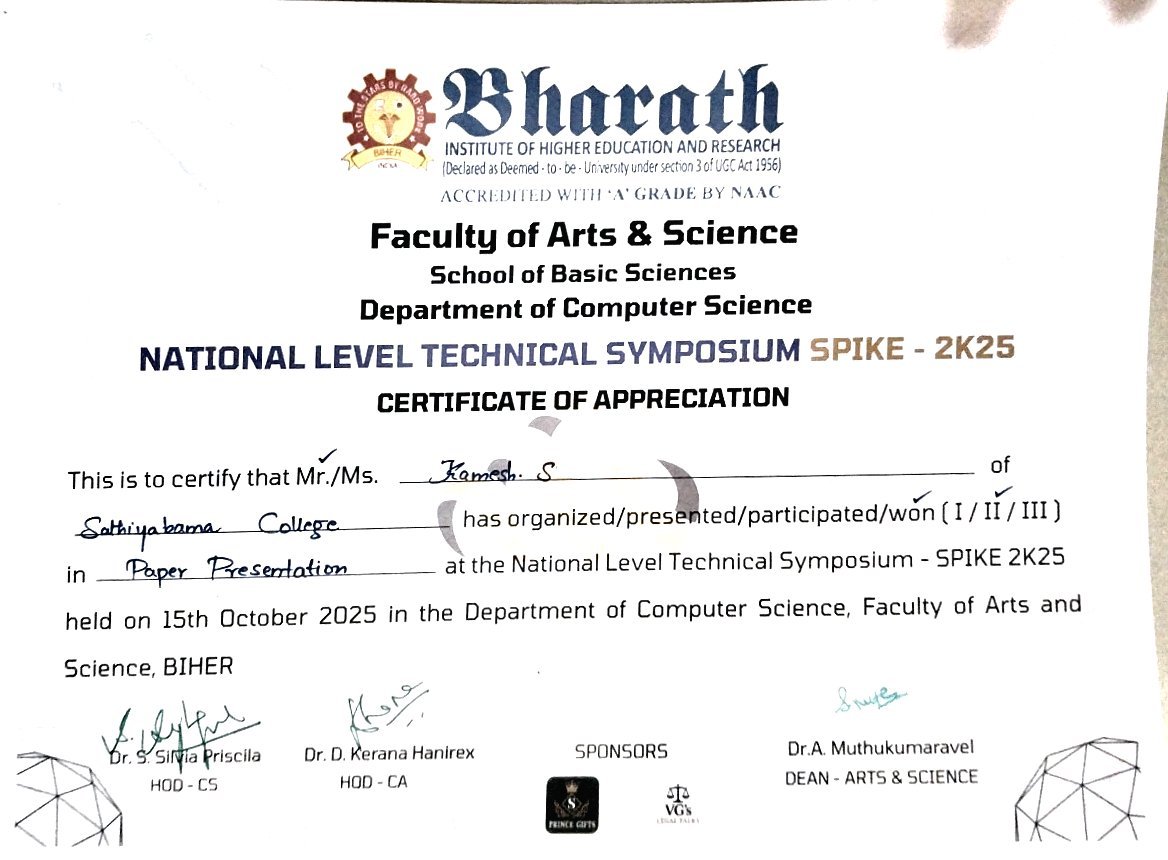 TO THE STARS BY HARD WORK
BIHER
INDIA
Bharath
INSTITUTE OF HIGHER EDUCATION AND RESEARCH
(Declared as Deemed - to - be - University under section 3 of UGC Act 1956)
ACCREDITED WITH 'A' GRADE BY NAAC
Faculty of Arts & Science
School of Basic Sciences
Department of Computer Science
NATIONAL LEVEL TECHNICAL SYMPOSIUM SPIKE - 2K25
CERTIFICATE OF APPRECIATION
This is to certify that Mr./Ms. Kamesh. S of
Sathiyabama College has organized/presented/participated/won ( I / II / III )
in Paper Presentation at the National Level Technical Symposium - SPIKE 2K25
held on 15th October 2025 in the Department of Computer Science, Faculty of Arts and
Science, BIHER
Dr. S. Silvia Priscila Dr. D. Kerana Hanirex SPONSORS Dr.A. Muthukumaravel
HOD - CS HOD - CA DEAN - ARTS & SCIENCE
S
PRINCE GIFTS VG's